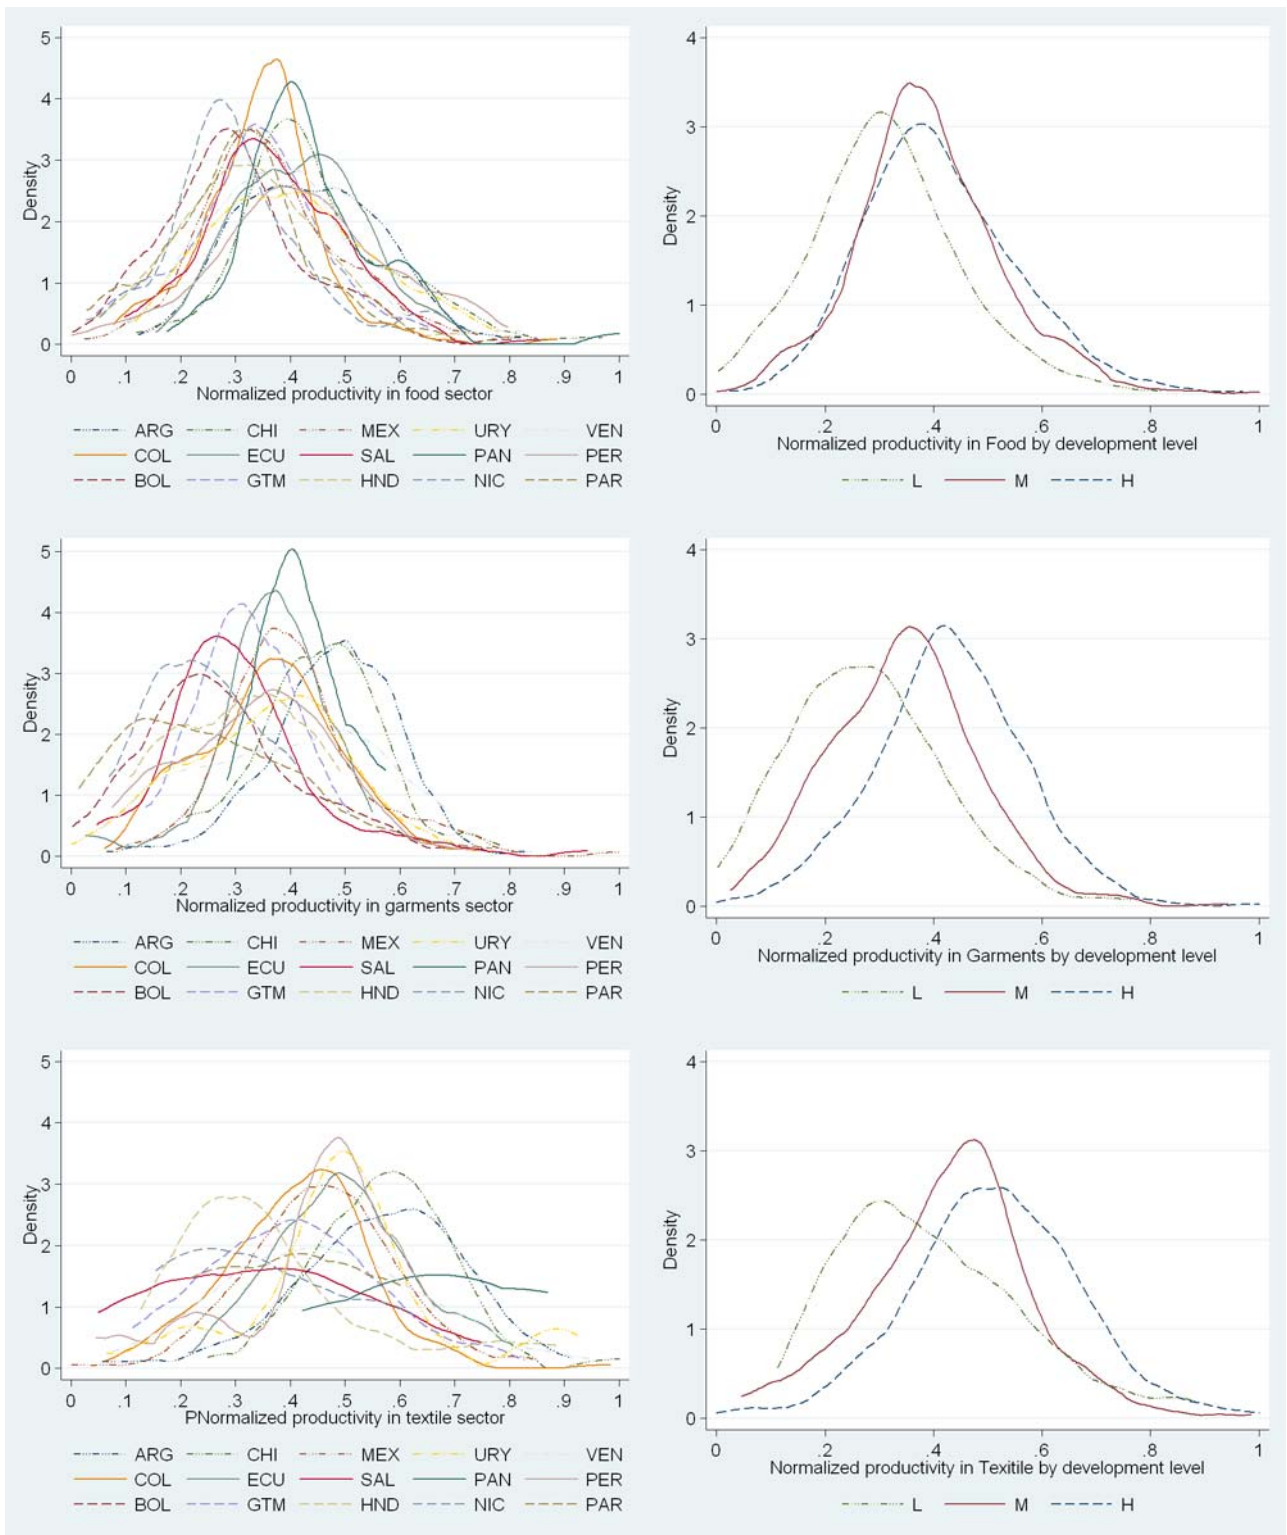 5
4
3
2
1
0
Density
0 .1 .2 .3 .4 .5 .6 .7 .8 .9 1
Normalized productivity in food sector
ARG CHI MEX URY VEN
COL ECU SAL PAN PER
BOL GTM HND NIC PAR
4
3
2
1
0
Density
0 .2 .4 .6 .8 1
Normalized productivity in Food by development level
L M H
5
4
3
2
1
0
Density
0 .1 .2 .3 .4 .5 .6 .7 .8 .9 1
Normalized productivity in garments sector
ARG CHI MEX URY VEN
COL ECU SAL PAN PER
BOL GTM HND NIC PAR
4
3
2
1
0
Density
0 .2 .4 .6 .8 1
Normalized productivity in Garments by development level
L M H
5
4
3
2
1
0
Density
0 .1 .2 .3 .4 .5 .6 .7 .8 .9 1
PNormalized productivity in textile sector
ARG CHI MEX URY VEN
COL ECU SAL PAN PER
BOL GTM HND NIC PAR
4
3
2
1
0
Density
0 .2 .4 .6 .8 1
Normalized productivity in Texitile by development level
L M H